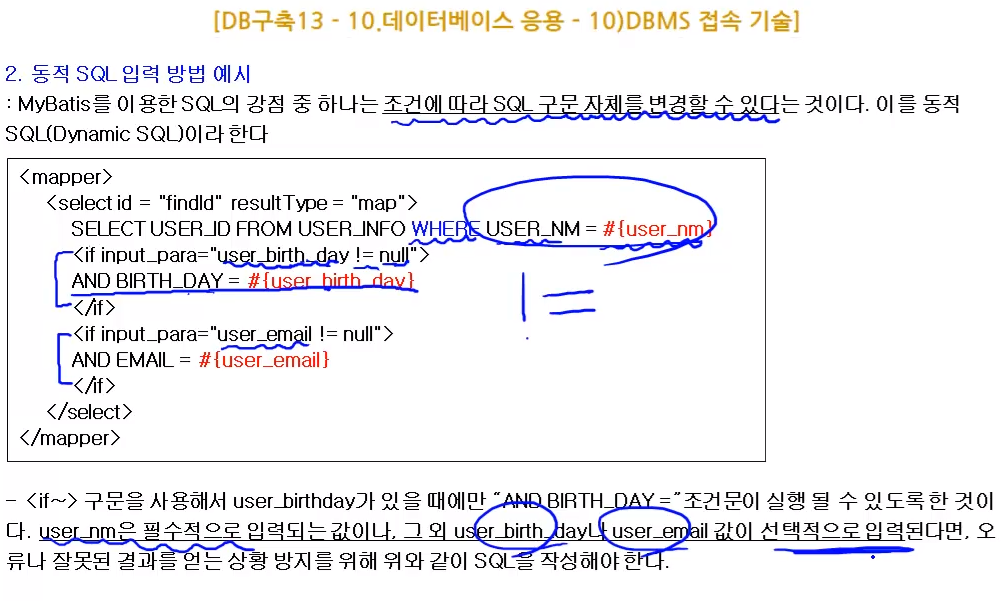 [DB구축13 - 10.데이터베이스 응용 - 10)DBMS 접속 기술]
2. 동적 SQL 입력 방법 예시
: MyBatis를 이용한 SQL의 강점 중 하나는 조건에 따라 SQL 구문 자체를 변경할 수 있다는 것이다. 이를 동적
SQL(Dynamic SQL)이라 한다
<mapper>
<select id = "findId" resultType = "map">
SELECT USER_ID FROM USER_INFO WHERE USER_NM = #{user_nm}
<if input_para="user_birth_day != null">
AND BIRTH_DAY = #{user_birth_day}
!=
</if>
<if input_para="user_email != null">
AND EMAIL = #{user_email}
</if>
</select>
</mapper>
- <if~> 구문을 사용해서 user_birthday가 있을 때에만 “AND BIRTH_DAY =”조건문이 실행 될 수 있도록 한 것이
다. user_nm은 필수적으로 입력되는 값이나, 그 외 user_birth_day나 user_email 값이 선택적으로 입력된다면, 오
류나 잘못된 결과를 얻는 상황 방지를 위해 위와 같이 SQL을 작성해야 한다.